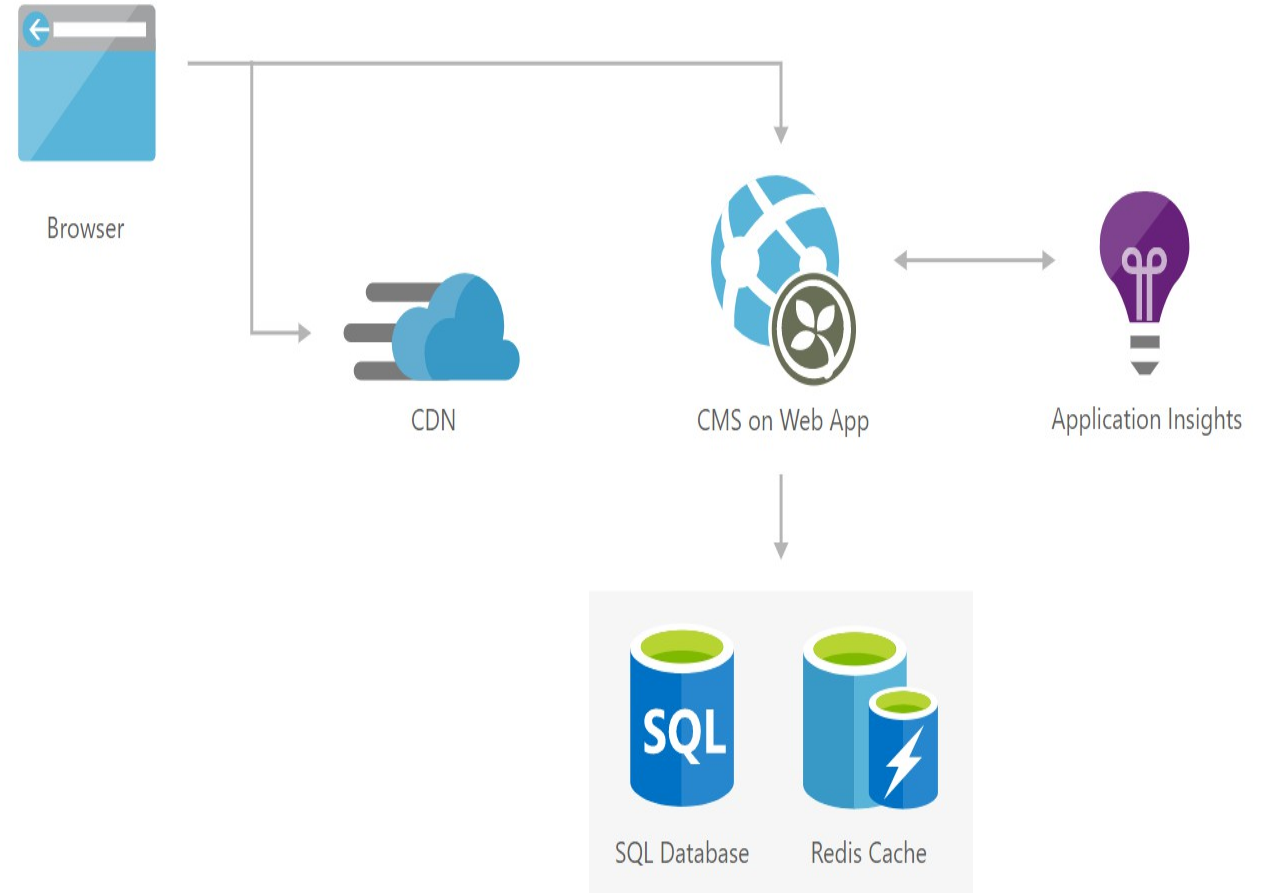 Browser
CDN
CMS on Web App
Application Insights
SQL
SQL Database
Redis Cache